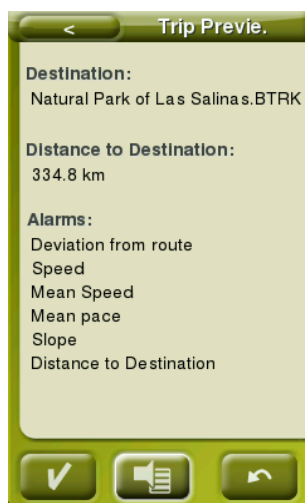 <
Trip Previe.
Destination:
Natural Park of Las Salinas.BTRK
Distance to Destination:
334.8 km
Alarms:
Deviation from route
Speed
Mean Speed
Mean pace
Slope
Distance to Destination